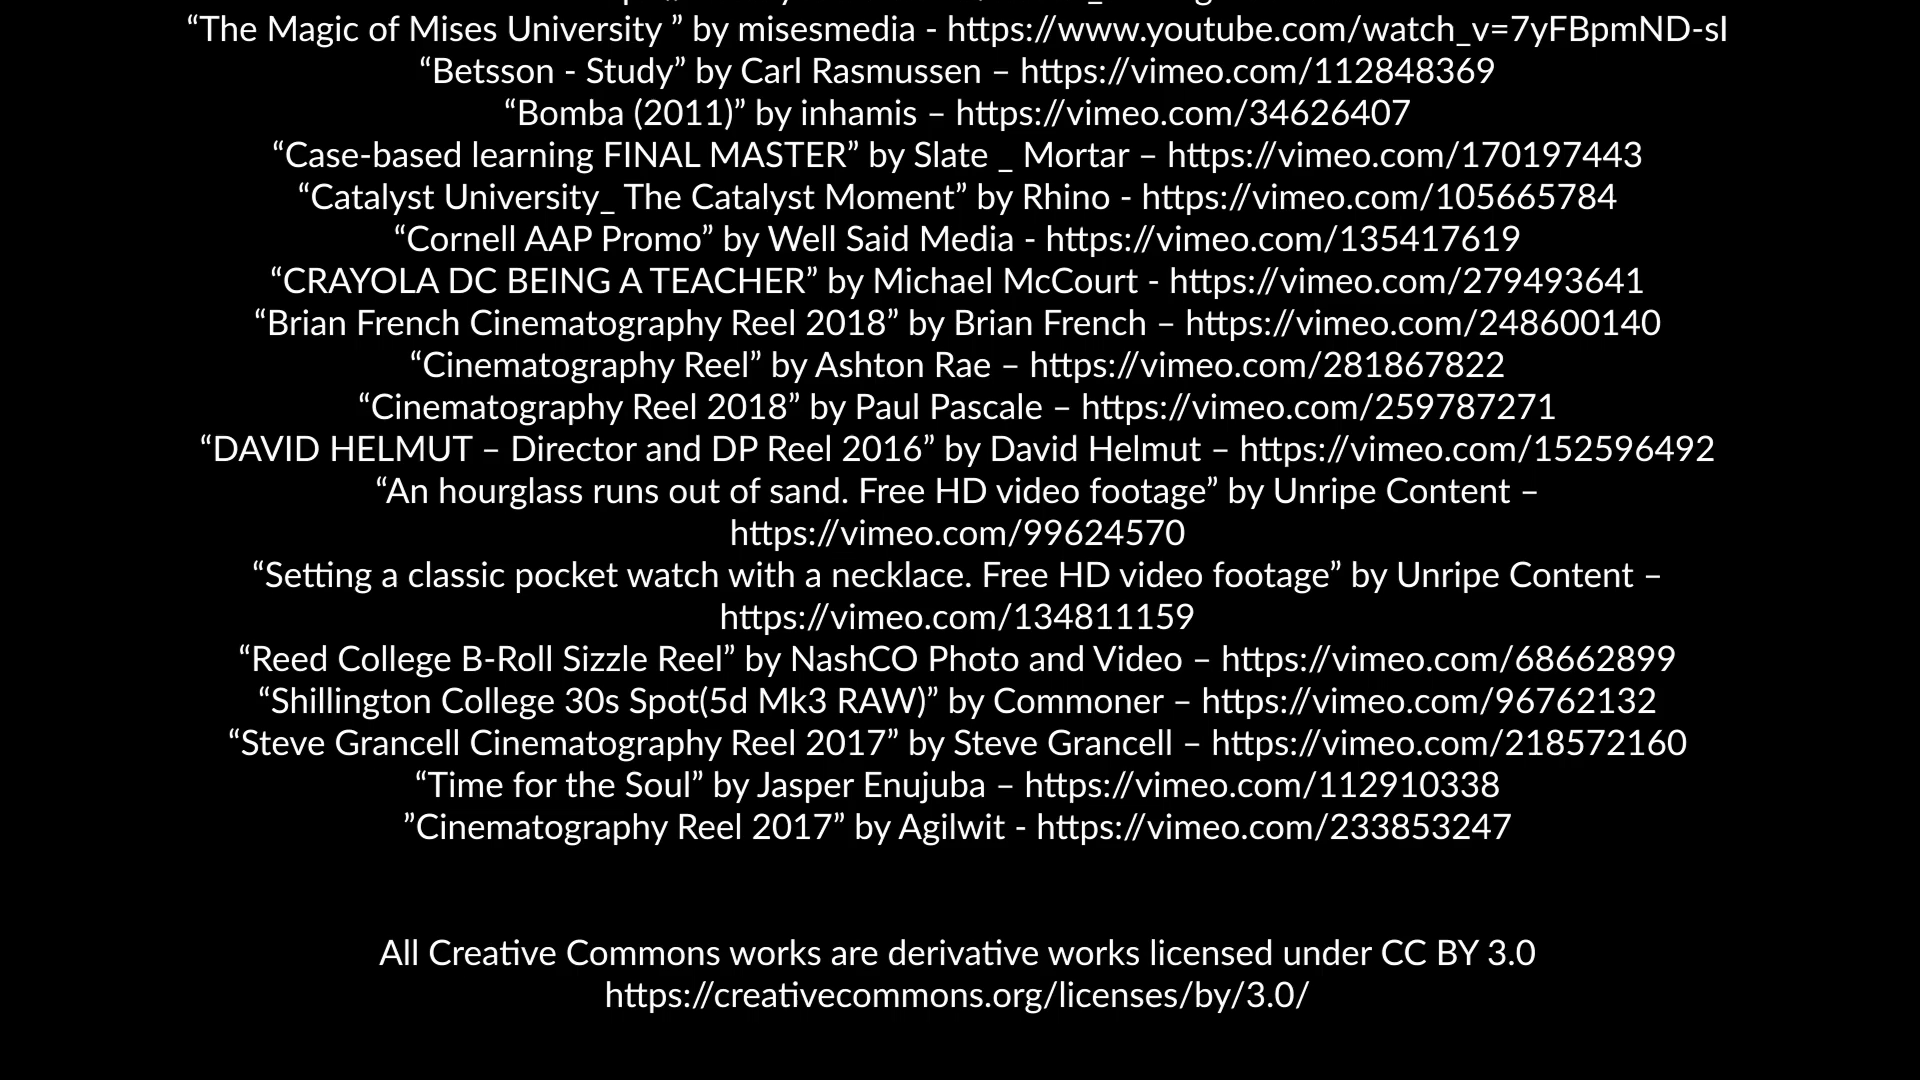 “The Magic of Mises University ” by misesmedia - https://www.youtube.com/watch_v=7yFBpmND-sI
“Betsson - Study” by Carl Rasmussen – https://vimeo.com/112848369
“Bomba (2011)” by inhamis – https://vimeo.com/34626407
“Case-based learning FINAL MASTER” by Slate _ Mortar – https://vimeo.com/170197443
“Catalyst University_ The Catalyst Moment” by Rhino - https://vimeo.com/105665784
“Cornell AAP Promo” by Well Said Media - https://vimeo.com/135417619
“CRAYOLA DC BEING A TEACHER” by Michael McCourt - https://vimeo.com/279493641
“Brian French Cinematography Reel 2018” by Brian French – https://vimeo.com/248600140
“Cinematography Reel” by Ashton Rae – https://vimeo.com/281867822
“Cinematography Reel 2018” by Paul Pascale – https://vimeo.com/259787271
“DAVID HELMUT – Director and DP Reel 2016” by David Helmut – https://vimeo.com/152596492
“An hourglass runs out of sand. Free HD video footage” by Unripe Content –
https://vimeo.com/99624570
“Setting a classic pocket watch with a necklace. Free HD video footage” by Unripe Content –
https://vimeo.com/134811159
“Reed College B-Roll Sizzle Reel” by NashCO Photo and Video – https://vimeo.com/68662899
“Shillington College 30s Spot(5d Mk3 RAW)” by Commoner – https://vimeo.com/96762132
“Steve Grancell Cinematography Reel 2017” by Steve Grancell – https://vimeo.com/218572160
“Time for the Soul” by Jasper Enujuba – https://vimeo.com/112910338
”Cinematography Reel 2017” by Agilwit - https://vimeo.com/233853247
All Creative Commons works are derivative works licensed under CC BY 3.0
https://creativecommons.org/licenses/by/3.0/